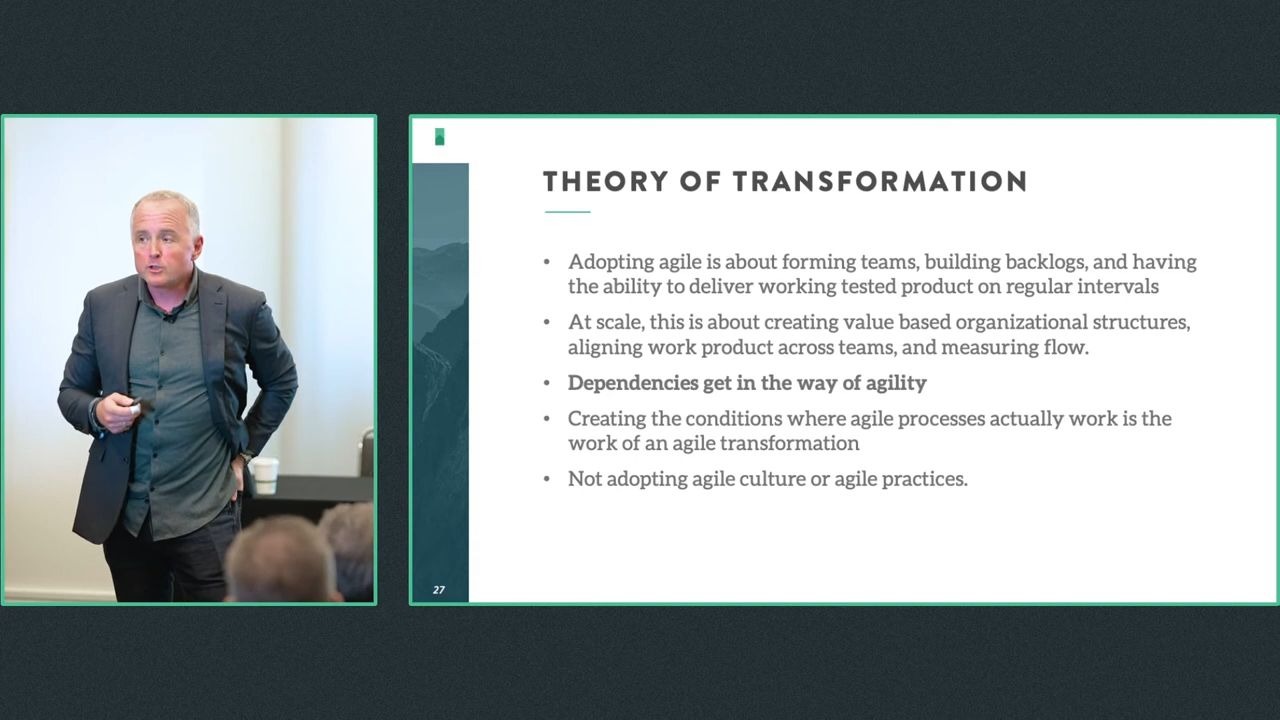 THEORY OF TRANSFORMATION
• Adopting agile is about forming teams, building backlogs, and having
the ability to deliver working tested product on regular intervals
• At scale, this is about creating value based organizational structures,
aligning work product across teams, and measuring flow.
• Dependencies get in the way of agility
• Creating the conditions where agile processes actually work is the
work of an agile transformation
• Not adopting agile culture or agile practices.
27